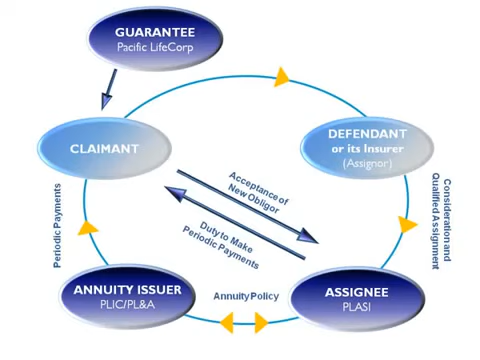 GUARANTEE
Pacific LifeCorp
CLAIMANT
DEFENDANT
or its Insurer
(Assignor)
Acceptance of
New Obligor
Duty to Make
Periodic Payments
Periodic Payments
Consideration and
Qualified Assignment
ANNUITY ISSUER
PLIC/PL&A
Annuity Policy
ASSIGNEE
PLASI